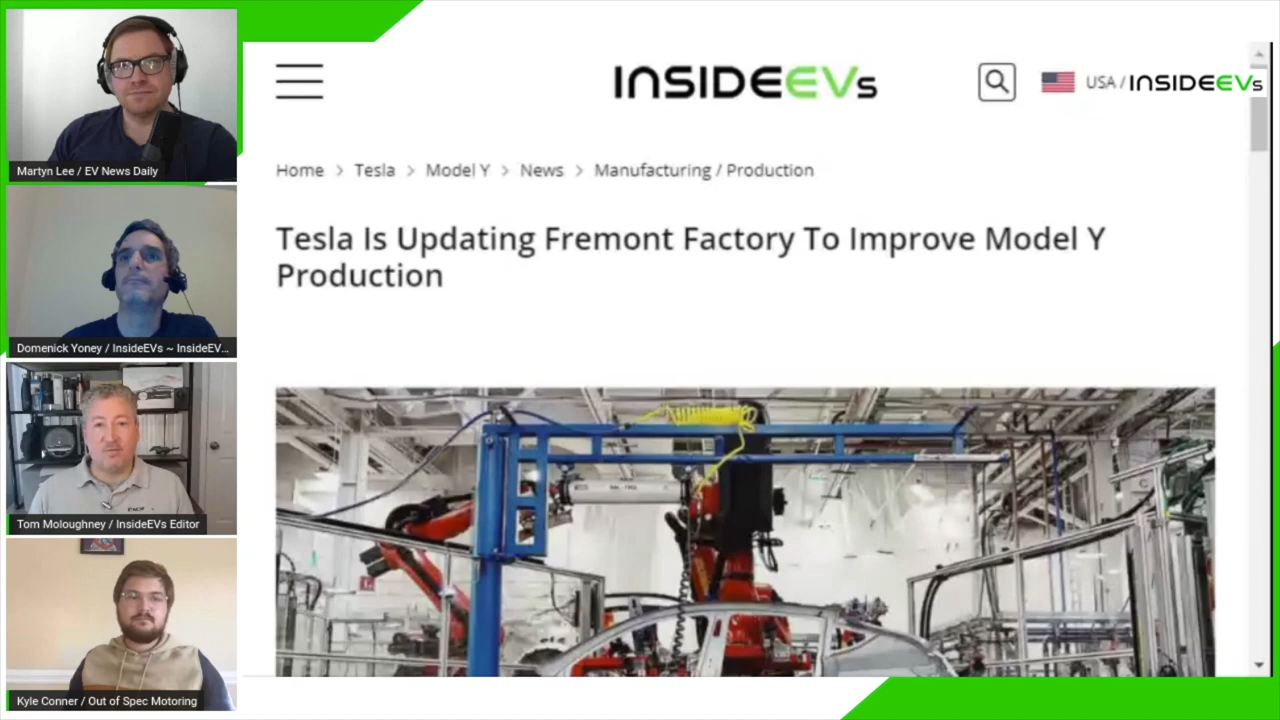 Martyn Lee / EV News Daily
Domenick Yoney / InsideEVs ~ InsideEV...
Tom Moloughney / InsideEVs Editor
Kyle Conner / Out of Spec Motoring
INSIDEEVs
USA / INSIDEEVs
Home > Tesla > Model Y > News > Manufacturing / Production
Tesla Is Updating Fremont Factory To Improve Model Y
Production